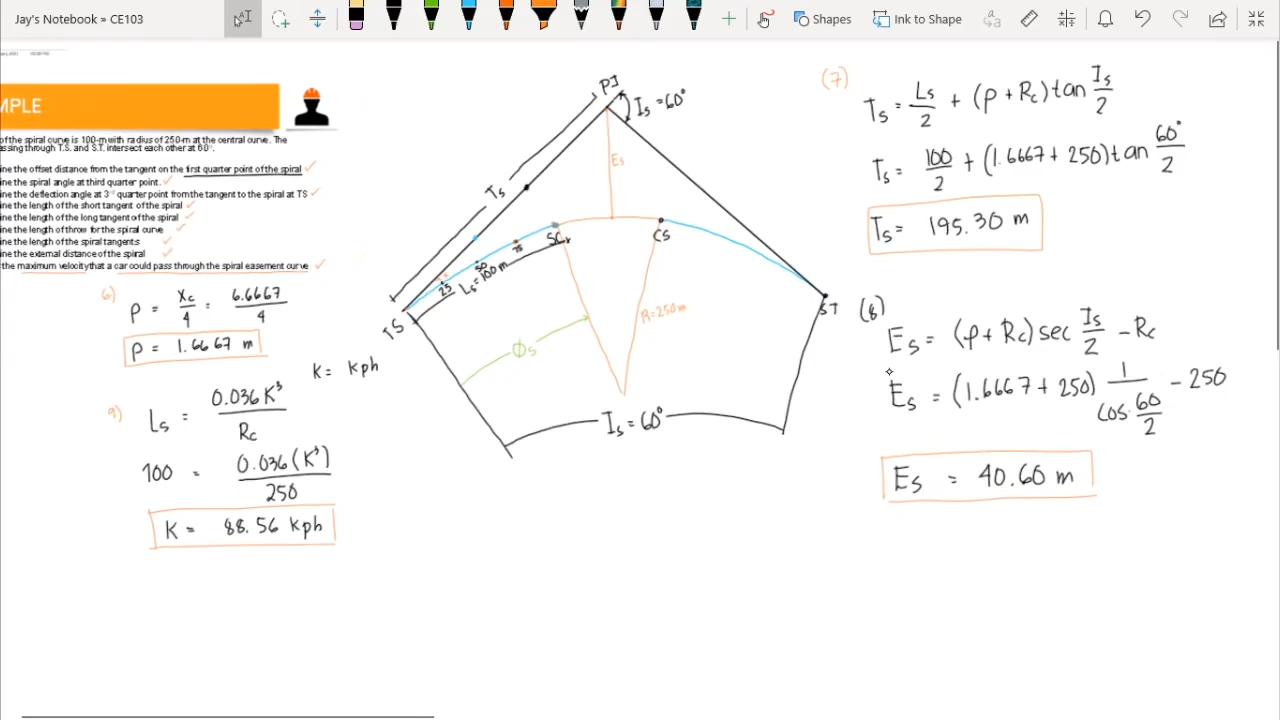 Jay's Notebook » CE103
Shapes
Ink to Shape
MPLE
of the spiral curve is 100-m with radius of 250-m at the central curve. The
assing through T.S. and S.T. intersect each other at 60°.
ine the offset distance from the tangent on the first quarter point of the spiral ✓
ine the spiral angle at third quarter point. ✓
ine the deflection angle at 3rd quarter point from the tangent to the spiral at TS ✓
ine the length of the short tangent of the spiral ✓
ine the length of the long tangent of the spiral ✓
ine the length of throw for the spiral curve ✓
ine the length of the spiral tangents ✓
ine the external distance of the spiral ✓
the maximum velocity that a car could pass through the spiral easement curve ✓
6)
P = Xc/4 = 6.6667/4
P = 1.6667 m
K = kph
9)
Ls = 0.036K³/Rc
100 = 0.036(K³)/250
K = 88.56 kph
PI
Is = 60°
Ts
Es
SC
CS
75
50
25
Ls = 100 m
TS
ST
R = 250m
Øs
Is = 60°
(7)
Ts = Ls/2 + (P + Rc) tan Is/2
Ts = 100/2 + (1.6667 + 250) tan 60°/2
Ts = 195.30 m
(8)
Es = (P + Rc) sec Is/2 - Rc
Es = (1.6667 + 250) 1/cos 60/2 - 250
Es = 40.60 m